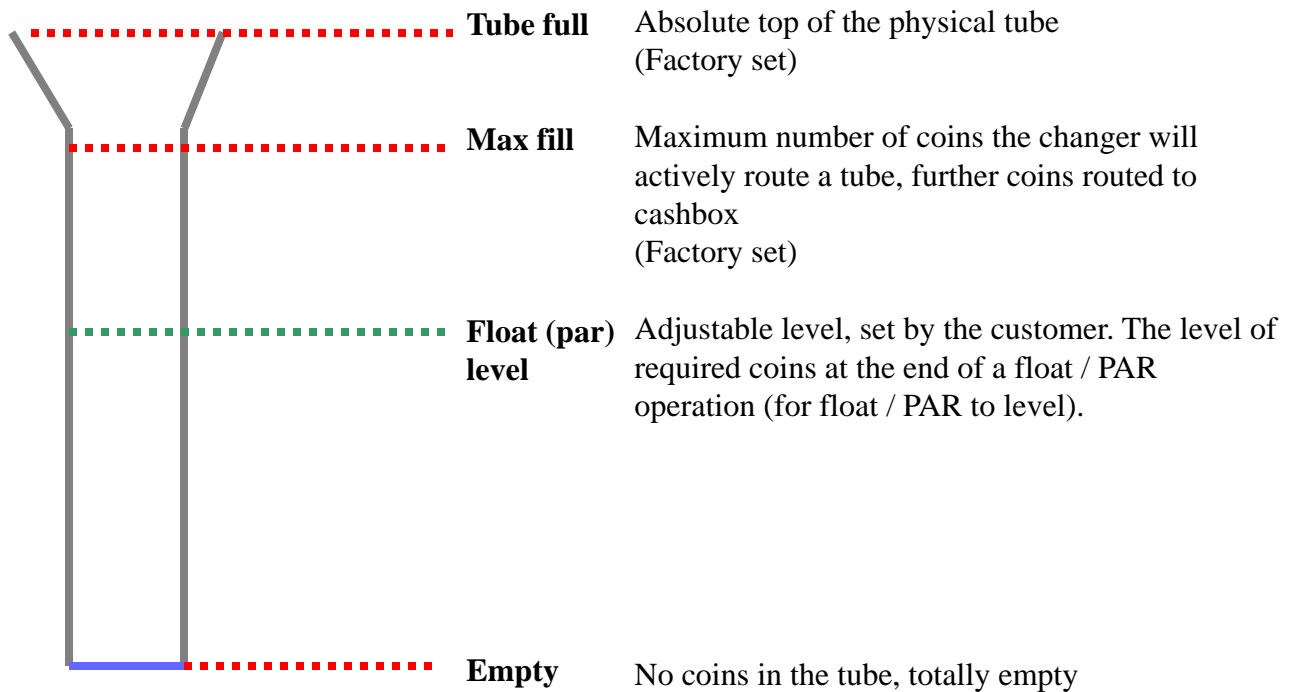 Tube full
Absolute top of the physical tube
(Factory set)
Max fill
Maximum number of coins the changer will
actively route a tube, further coins routed to
cashbox
(Factory set)
Float (par)
level
Adjustable level, set by the customer. The level of
required coins at the end of a float / PAR
operation (for float / PAR to level).
Empty
No coins in the tube, totally empty